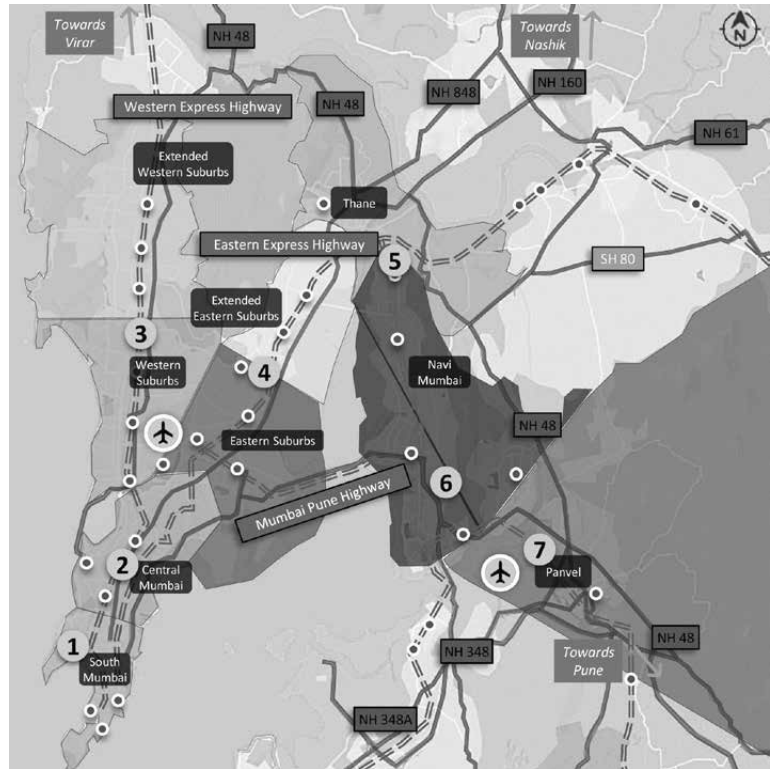 Towards
Virar
NH 48
Towards
Nashik
N
Western Express Highway
NH 48
NH 848
NH 160
NH 61
Extended
Western Suburbs
Thane
Eastern Express Highway
5
SH 80
Extended
Eastern Suburbs
3
Western
Suburbs
4
Navi
Mumbai
Eastern Suburbs
NH 48
6
Mumbai Pune Highway
2
Central
Mumbai
7
Panvel
1
South
Mumbai
NH 348
Towards
Pune
NH 48
NH 348A